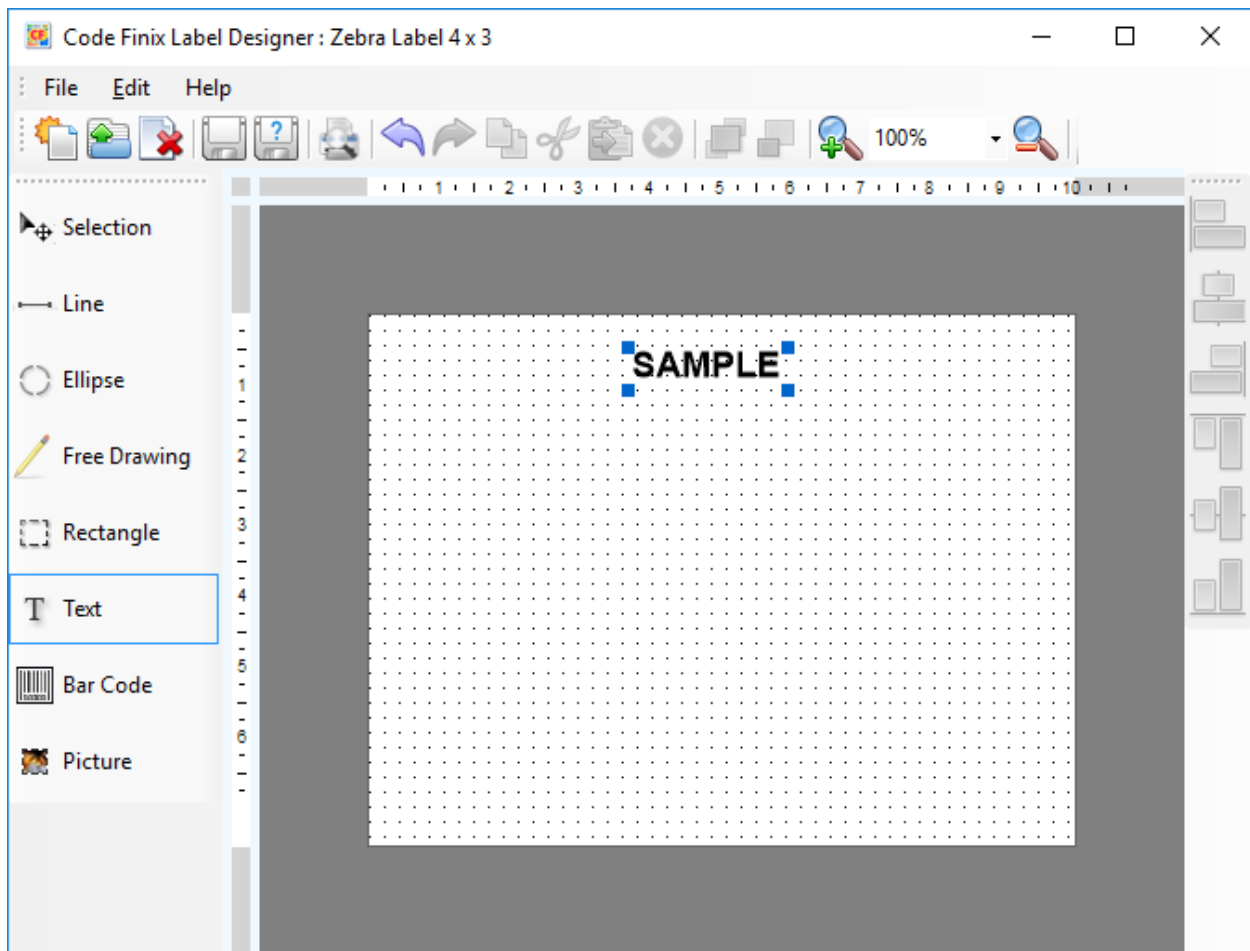 Code Finix Label Designer : Zebra Label 4 x 3
File Edit Help
100%
1 2 3 4 5 6 7 8 9 10
Selection
Line
Ellipse
Free Drawing
Rectangle
Text
Bar Code
Picture
1
2
3
4
5
6
SAMPLE